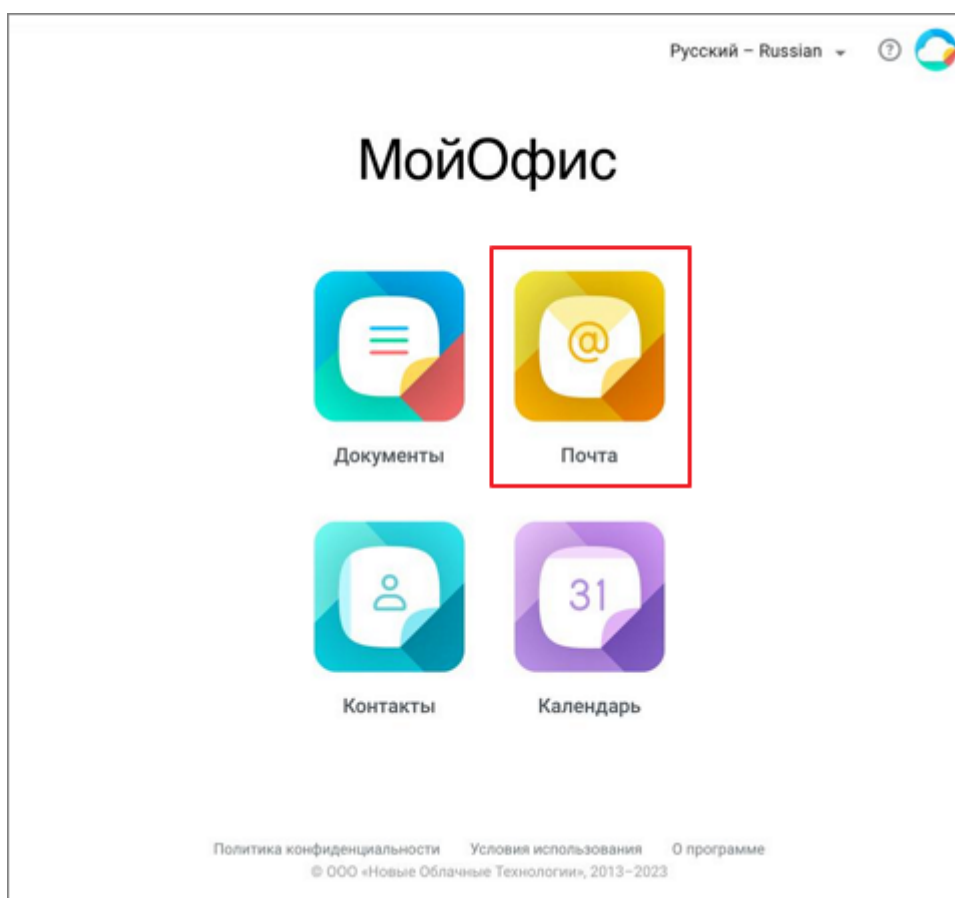 Русский – Russian
МойОфис
@
Документы Почта
31
Контакты Календарь
Политика конфиденциальности Условия использования О программе
© ООО «Новые Облачные Технологии», 2013–2023